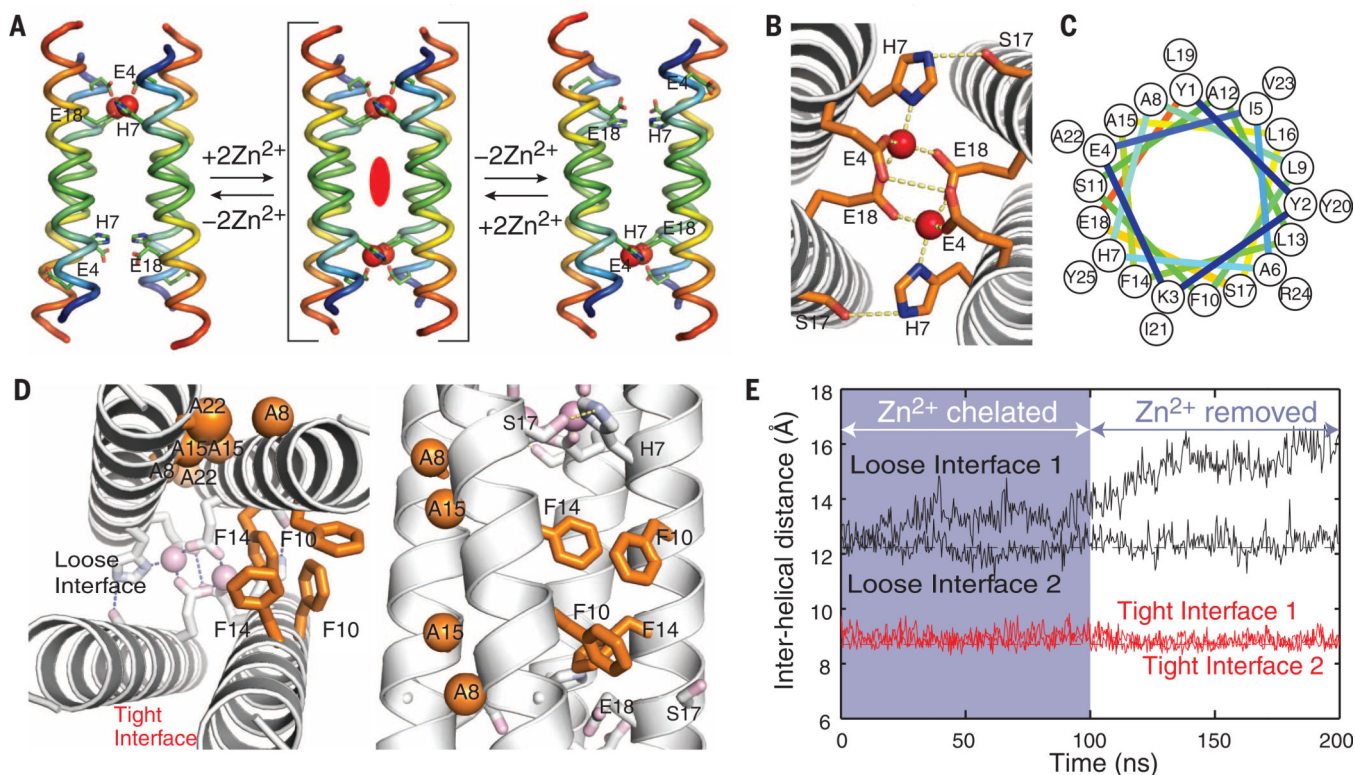 A
E4
E18
H7
H7
E4
E18
+2Zn2+
−2Zn2+
H7
E18
E4
−2Zn2+
+2Zn2+
E4
E18
H7
B
H7
S17
E4
E18
E18
E4
S17
H7
C
L19
Y1
A12
V23
A8
I5
A15
L16
A22
E4
L9
S11
Y2
Y20
E18
L13
H7
A6
Y25
F14
K3
F10
S17
R24
I21
D
A22
A8
A15
A15
A8
A22
F14
F10
Loose
Interface
F14
F10
Tight
Interface
S17
A8
H7
A15
F14
F10
F10
A15
F14
A8
E18
S17
E
Inter-helical distance (Å)
18
16
14
12
10
8
6
Zn2+ chelated
Zn2+ removed
Loose Interface 1
Loose Interface 2
Tight Interface 1
Tight Interface 2
0
50
100
150
200
Time (ns)